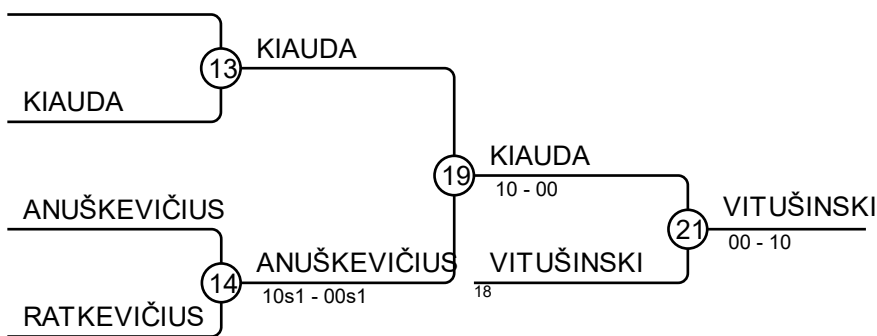 KIAUDA
13
KIAUDA
ANUŠKEVIČIUS
19
KIAUDA
10 - 00
ANUŠKEVIČIUS
14
RATKEVIČIUS
10s1 - 00s1
VITUŠINSKI
18
21
VITUŠINSKI
00 - 10